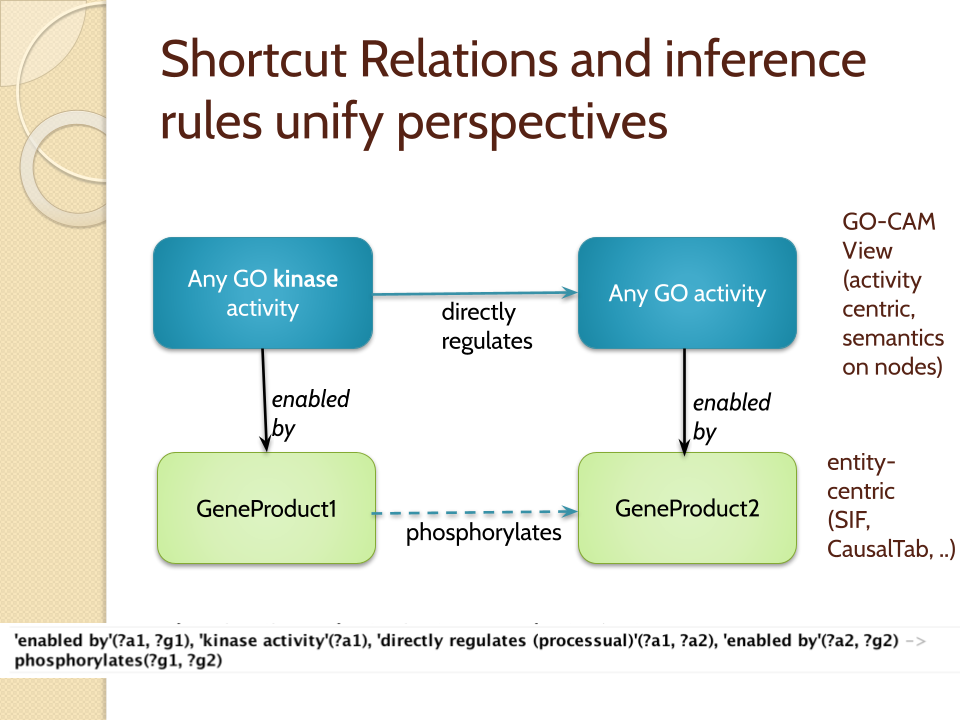 Shortcut Relations and inference
rules unify perspectives
GO-CAM
View
(activity
centric,
semantics
on nodes)
Any GO kinase
activity
directly
regulates
Any GO activity
enabled
by
enabled
by
entity-
centric
(SIF,
CausalTab, ..)
GeneProduct1
phosphorylates
GeneProduct2
'enabled by'(?a1, ?g1), 'kinase activity'(?a1), 'directly regulates (processual)'(?a1, ?a2), 'enabled by'(?a2, ?g2) ->
phosphorylates(?g1, ?g2)